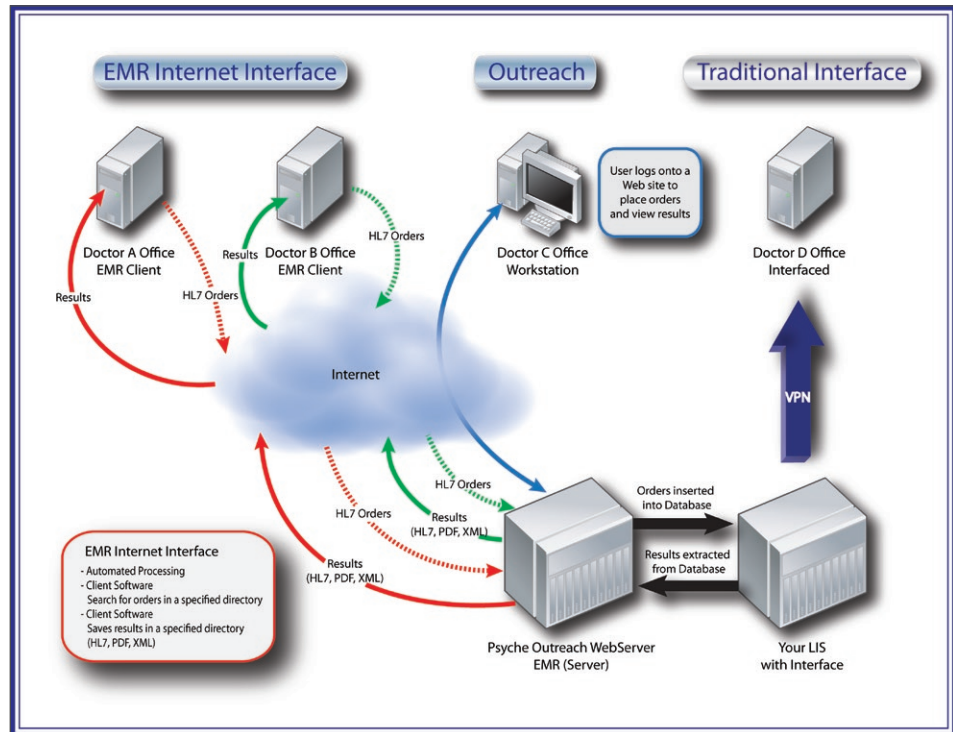 EMR Internet Interface
Outreach
Traditional Interface
User logs onto a
Web site to
place orders
and view results
Doctor A Office
EMR Client
Doctor B Office
EMR Client
Doctor C Office
Workstation
Doctor D Office
Interfaced
Results
HL7 Orders
Results
HL7 Orders
Internet
VPN
HL7 Orders
HL7 Orders
Results
(HL7, PDF, XML)
Results
(HL7, PDF, XML)
Orders inserted
into Database
Results extracted
from Database
EMR Internet Interface
- Automated Processing
- Client Software
Search for orders in a specified directory
- Client Software
Saves results in a specified directory
(HL7, PDF, XML)
Psyche Outreach WebServer
EMR (Server)
Your LIS
with Interface